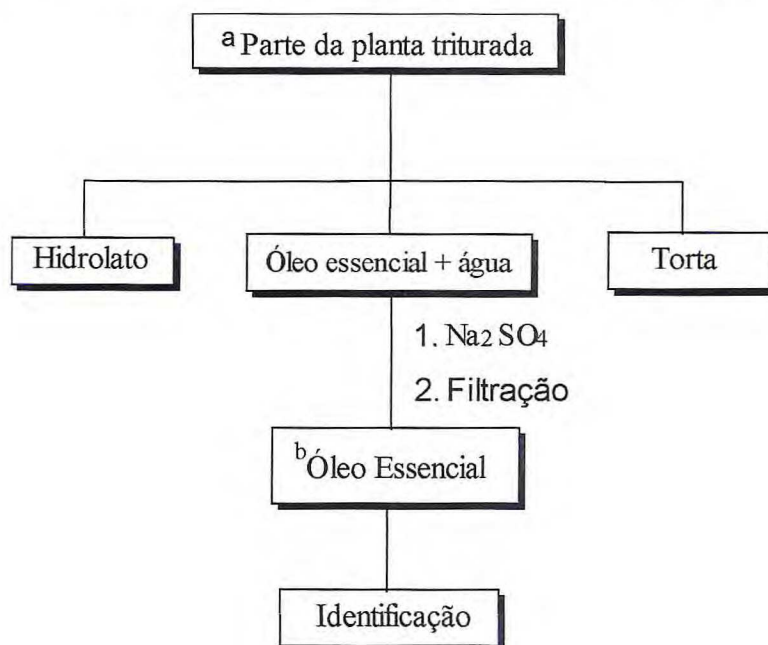 a Parte da planta triturada
Hidrolato
Óleo essencial + água
Torta
1. Na2 SO4
2. Filtração
b Óleo Essencial
Identificação